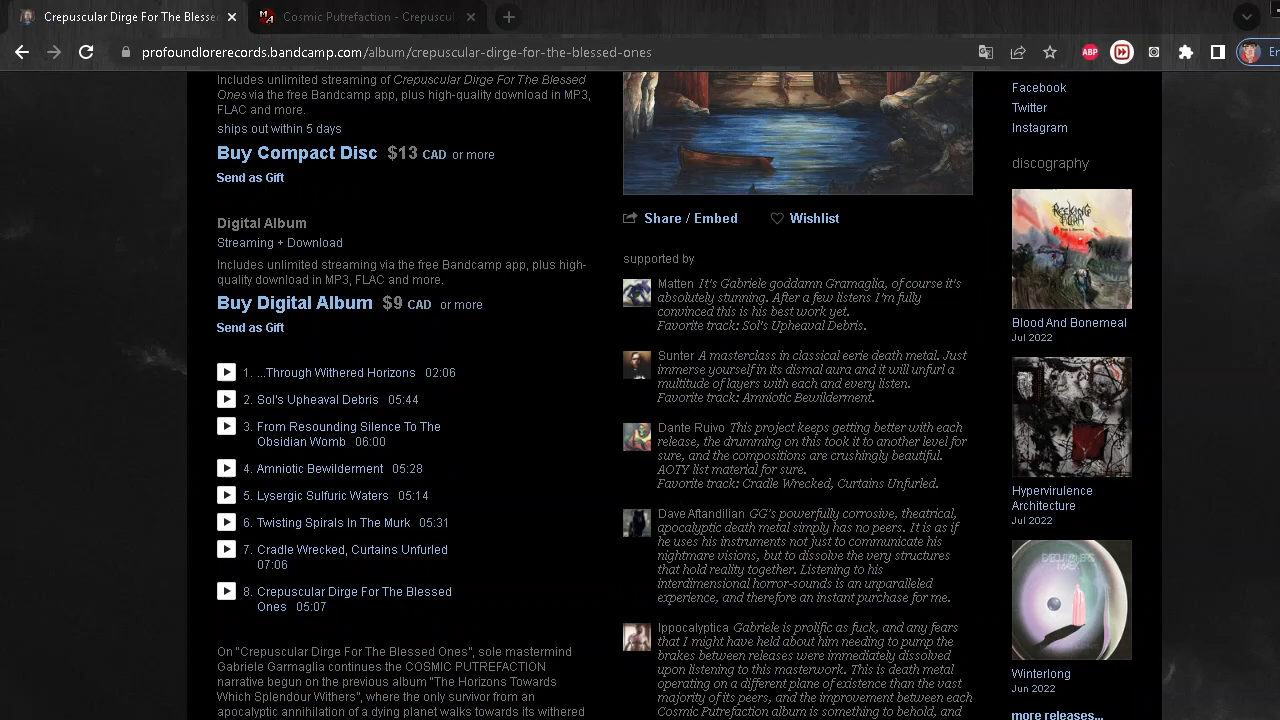 Crepuscular Dirge For The Blesse
Cosmic Putrefaction - Crepuscul
profoundlorerecords.bandcamp.com/album/crepuscular-dirge-for-the-blessed-ones
ABP
En
Includes unlimited streaming of Crepuscular Dirge For The Blessed
Ones via the free Bandcamp app, plus high-quality download in MP3,
FLAC and more.
ships out within 5 days
Buy Compact Disc $13 CAD or more
Send as Gift
Digital Album
Streaming + Download
Includes unlimited streaming via the free Bandcamp app, plus high-
quality download in MP3, FLAC and more.
Buy Digital Album $9 CAD or more
Send as Gift
1. ...Through Withered Horizons 02:06
2. Sol's Upheaval Debris 05:44
3. From Resounding Silence To The
Obsidian Womb 06:00
4. Amniotic Bewilderment 05:28
5. Lysergic Sulfuric Waters 05:14
6. Twisting Spirals In The Murk 05:31
7. Cradle Wrecked, Curtains Unfurled
07:06
8. Crepuscular Dirge For The Blessed
Ones 05:07
On "Crepuscular Dirge For The Blessed Ones", sole mastermind
Gabriele Garmaglia continues the COSMIC PUTREFACTION
narrative begun on the previous album "The Horizons Towards
Which Splendour Withers", where the only survivor from an
apocalyptic annihilation of a dying planet walks towards its withered
Share / Embed
Wishlist
supported by
Matten It's Gabriele goddamn Gramaglia, of course it's
absolutely stunning. After a few listens I'm fully
convinced this is his best work yet.
Favorite track: Sol's Upheaval Debris.
Sunter A masterclass in classical eerie death metal. Just
immerse yourself in its dismal aura and it will unfurl a
multitude of layers with each and every listen.
Favorite track: Amniotic Bewilderment.
Dante Ruivo This project keeps getting better with each
release, the drumming on this took it to another level for
sure, and the compositions are crushingly beautiful.
AOTY list material for sure.
Favorite track: Cradle Wrecked, Curtains Unfurled.
Dave Aftandilian GG's powerfully corrosive, theatrical,
apocalyptic death metal simply has no peers. It is as if
he uses his instruments not just to communicate his
nightmare visions, but to dissolve the very structures
that hold reality together. Listening to his
interdimensional horror-sounds is an unparalleled
experience, and therefore an instant purchase for me.
Ippocalyptica Gabriele is prolific as fuck, and any fears
that I might have held about him needing to pump the
brakes between releases were immediately dissolved
upon listening to this masterwork. This is death metal
operating on a different plane of existence than the vast
majority of its peers, and the improvement between each
Cosmic Putrefaction album is something to behold, and
Facebook
Twitter
Instagram
discography
Blood And Bonemeal
Jul 2022
Hypervirulence
Architecture
Jul 2022
Winterlong
Jun 2022
more releases...